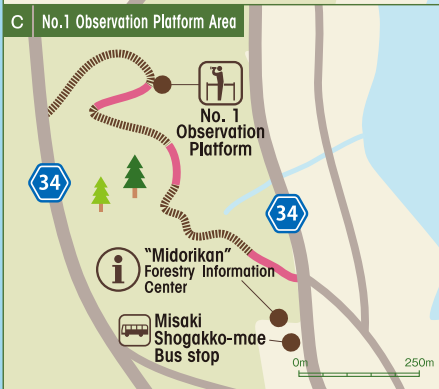 C No.1 Observation Platform Area
No. 1
Observation
Platform
34
34
"Midorikan"
Forestry Information
Center
Misaki
Shogakko-mae
Bus stop
0m 250m